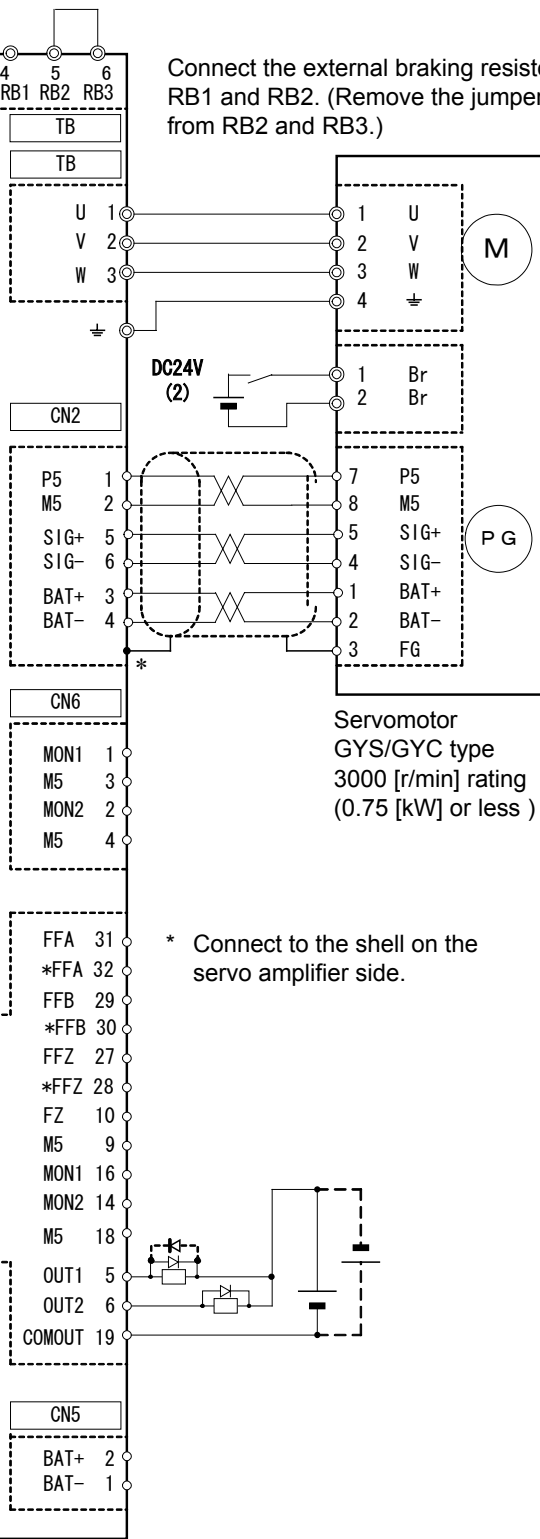 4 5 6
RB1 RB2 RB3
Connect the external braking
RB1 and RB2. (Remove the jumper
from RB2 and RB3.)
TB
TB
U 1
V 2
W 3
1 U
2 V
3 W
4
M
DC24V
(2)
1 Br
2 Br
CN2
P5 1
M5 2
SIG+ 5
SIG- 6
BAT+ 3
BAT- 4
*
7 P5
8 M5
5 SIG+
4 SIG-
1 BAT+
2 BAT-
3 FG
PG
Servomotor
GYS/GYC type
3000 [r/min] rating
(0.75 [kW] or less )
CN6
MON1 1
M5 3
MON2 2
M5 4
* Connect to the shell on the
servo amplifier side.
FFA 31
*FFA 32
FFB 29
*FFB 30
FFZ 27
*FFZ 28
FZ 10
M5 9
MON1 16
MON2 14
M5 18
OUT1 5
OUT2 6
COMOUT 19
CN5
BAT+ 2
BAT- 1